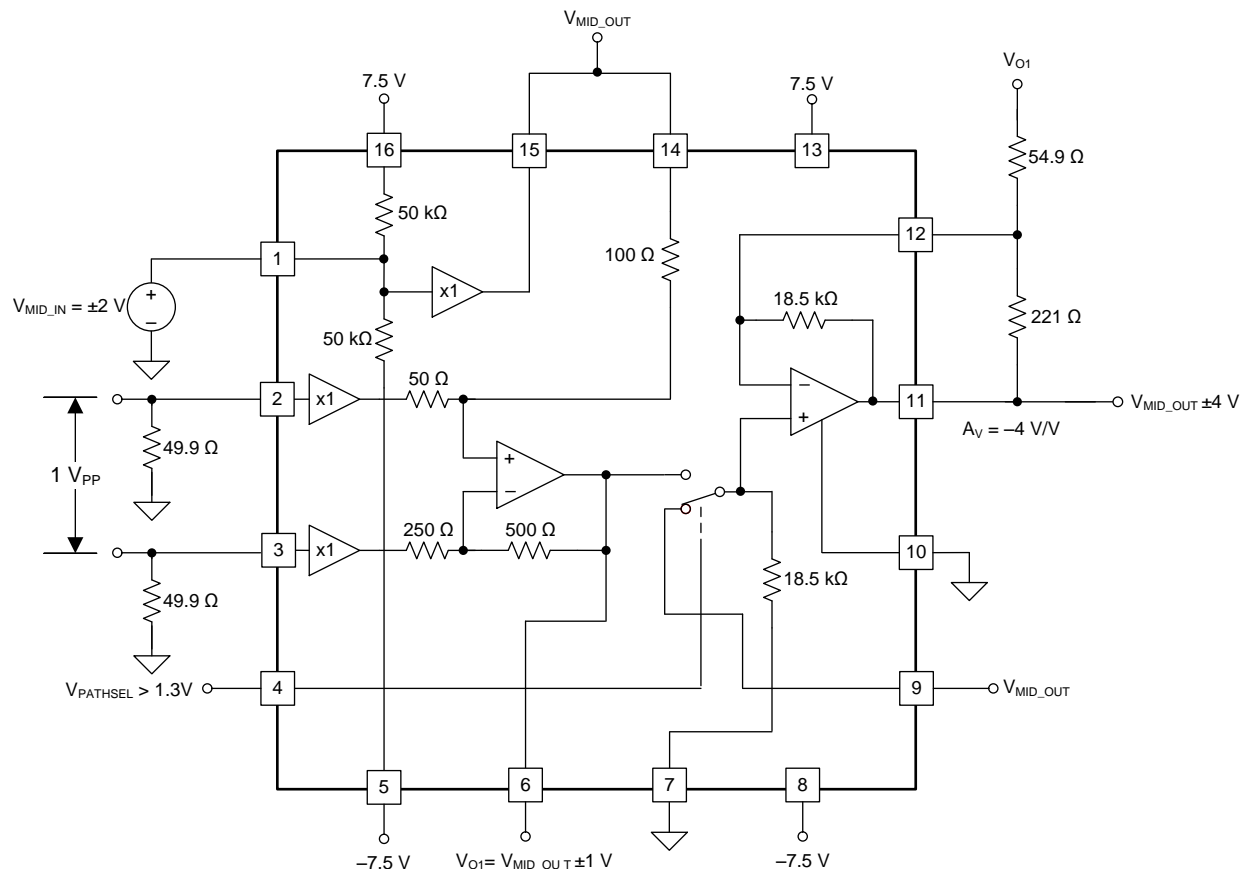 V_MID_OUT
7.5 V
7.5 V
V_O1
16
15
14
13
54.9 Ω
50 kΩ
12
1
100 Ω
x1
18.5 kΩ
V_MID_IN = ±2 V
+
−
221 Ω
50 kΩ
50 Ω
2
x1
−
+
11
V_MID_OUT ±4 V
A_V = −4 V/V
49.9 Ω
1 V_PP
+
−
250 Ω
500 Ω
3
x1
10
18.5 kΩ
49.9 Ω
V_PATHSEL > 1.3V
4
9
V_MID_OUT
5
6
7
8
–7.5 V
V_O1= V_MID_OU T ±1 V
–7.5 V